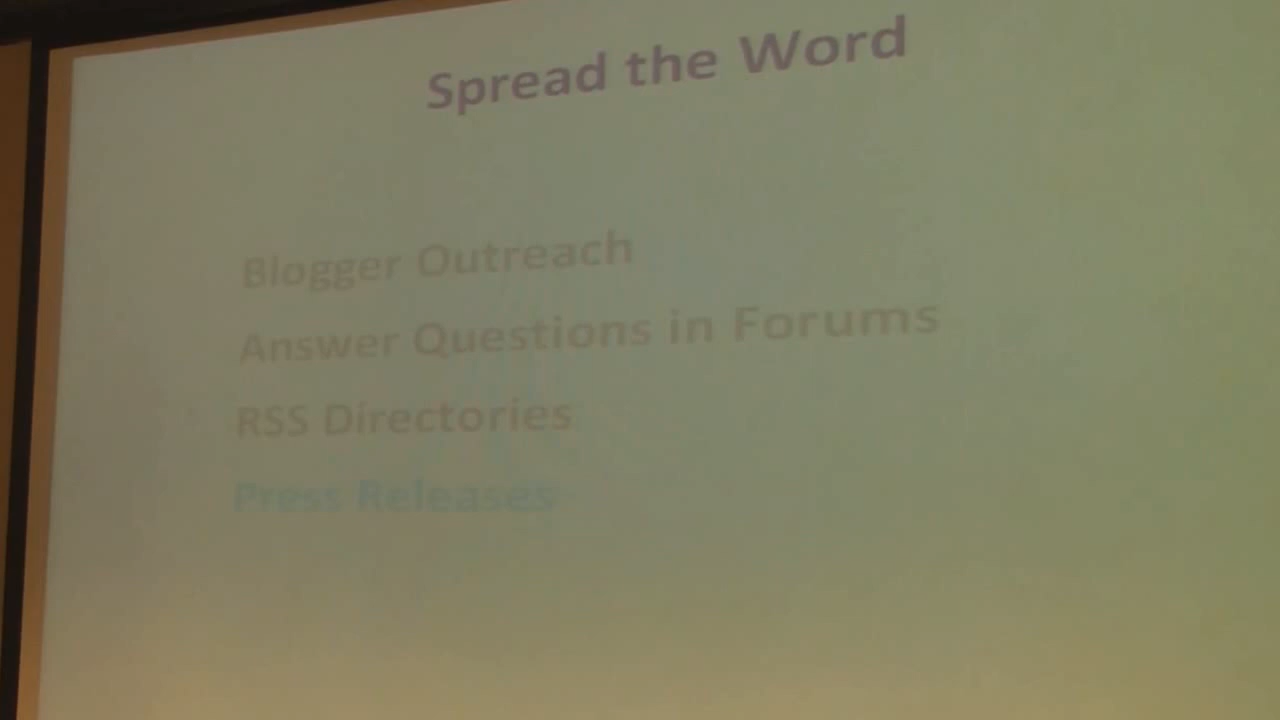 Spread the Word
Blogger Outreach
Answer Questions in Forums
RSS Directories
Press Releases